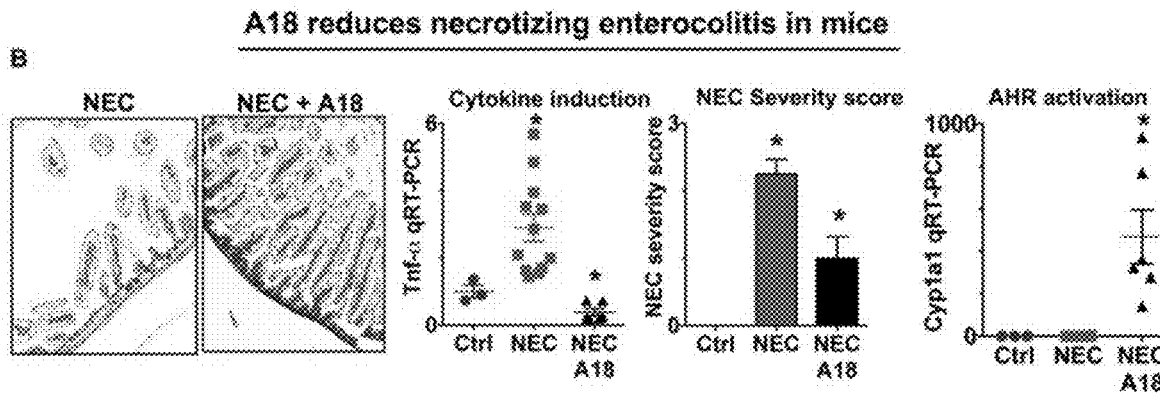 A18 reduces necrotizing enterocolitis in mice
B
NEC
NEC + A18
Cytokine induction
Tnf-α qRT-PCR
6
0
*
*
Ctrl
NEC
NEC
A18
NEC Severity score
NEC severity score
3
0
*
*
Ctrl
NEC
NEC
A18
AHR activation
Cyp1a1 qRT-PCR
1000
0
*
Ctrl
NEC
NEC
A18